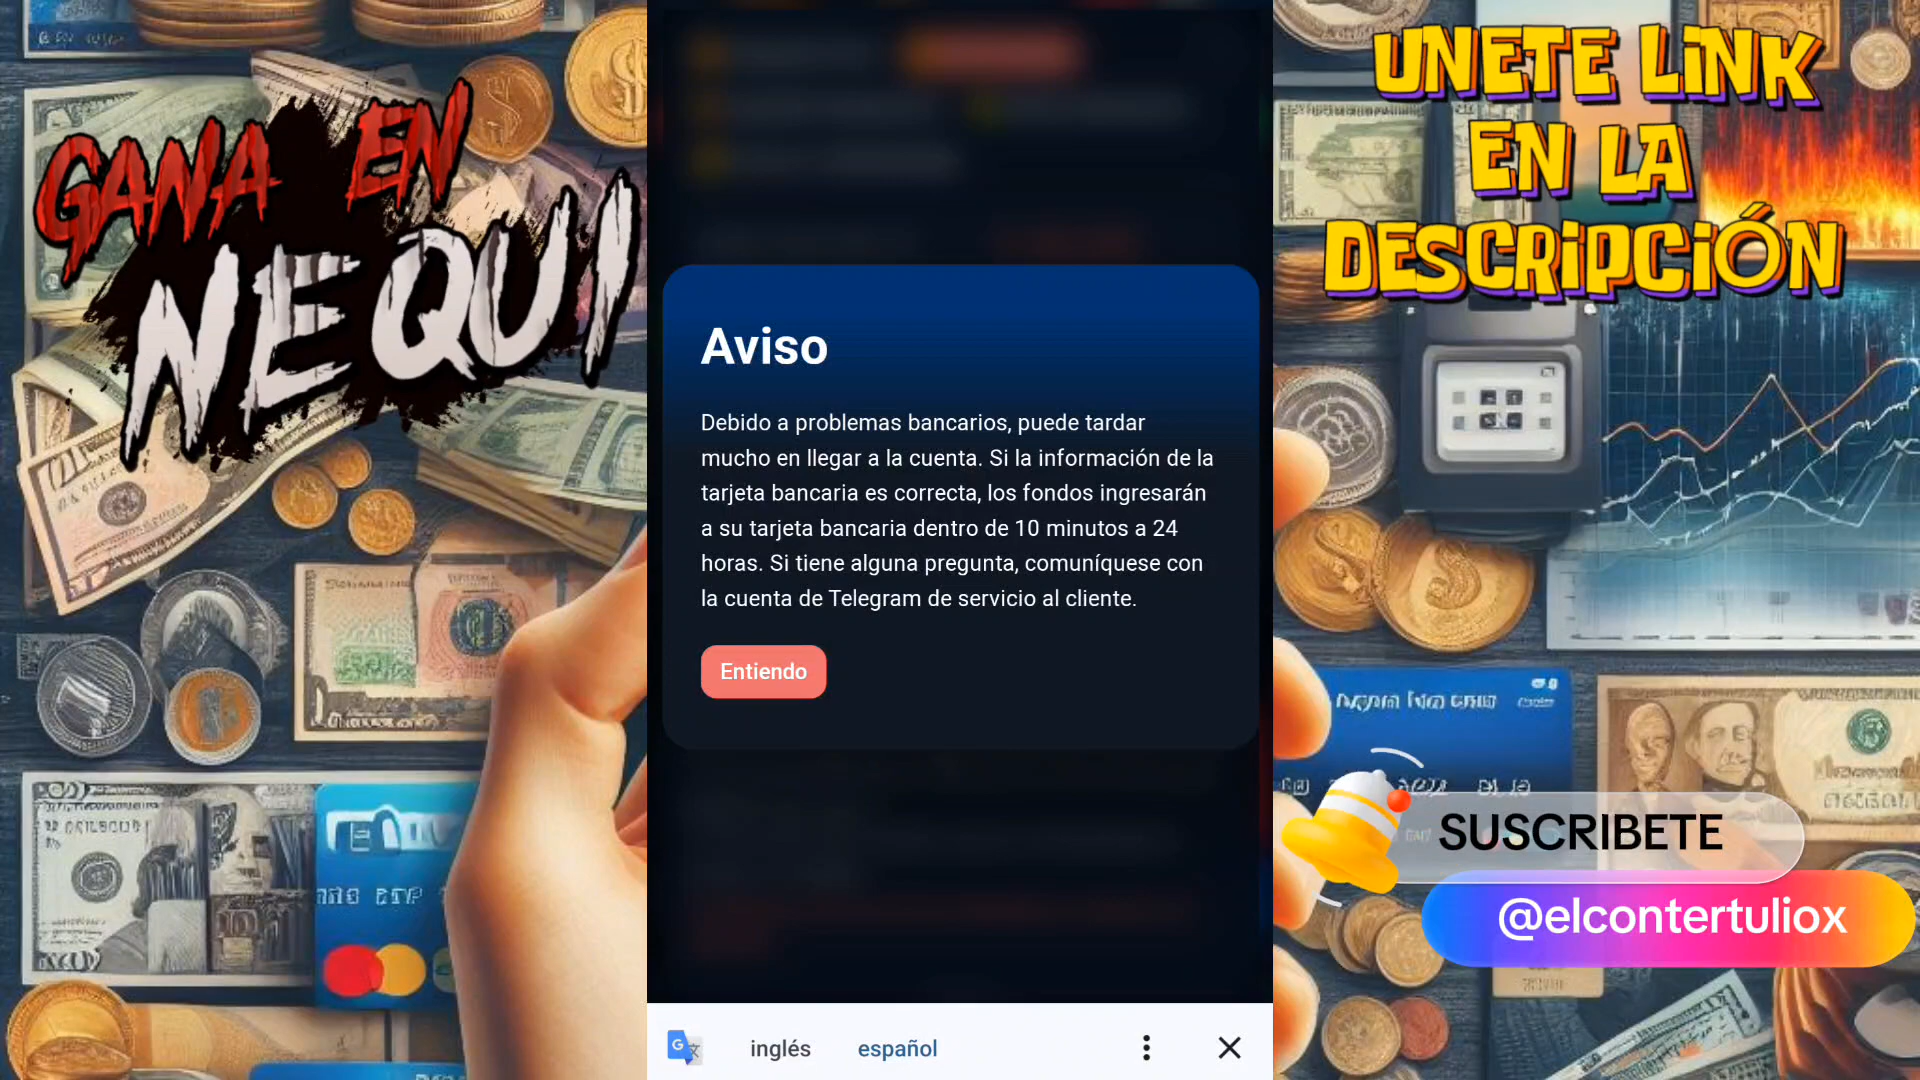 GANA EN
NEQUI
UNETE LINK
EN LA
DESCRIPCIÓN
Aviso
Debido a problemas bancarios, puede tardar
mucho en llegar a la cuenta. Si la información de la
tarjeta bancaria es correcta, los fondos ingresarán
a su tarjeta bancaria dentro de 10 minutos a 24
horas. Si tiene alguna pregunta, comuníquese con
la cuenta de Telegram de servicio al cliente.
Entiendo
SUSCRIBETE
@elcontertuliox
inglés español